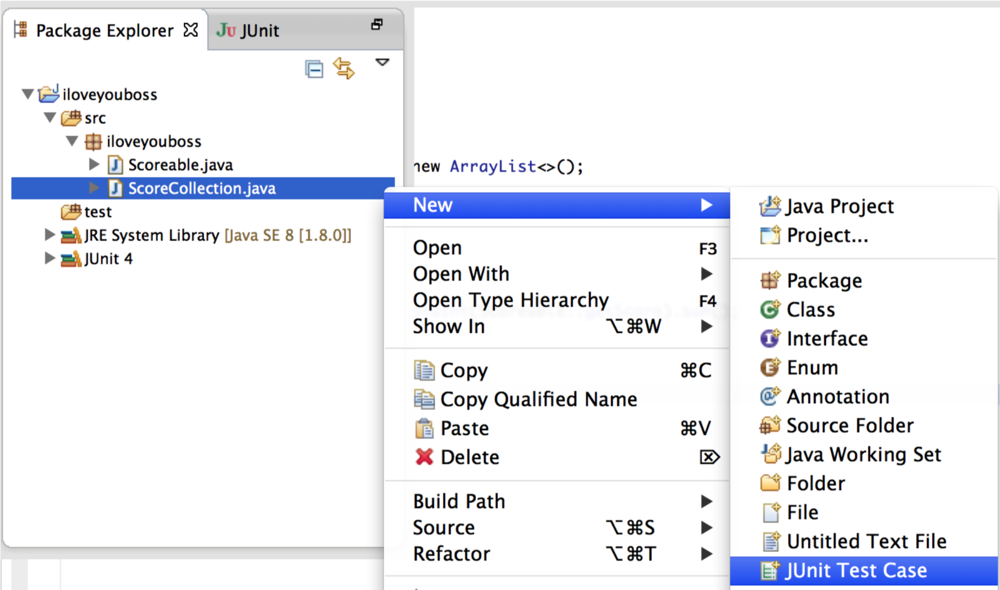 Package Explorer
JUnit
iloveyouboss
src
iloveyouboss
Scoreable.java
ScoreCollection.java
test
JRE System Library [Java SE 8 [1.8.0]]
JUnit 4
new ArrayList<>();
New
Open F3
Open With
Open Type Hierarchy F4
Show In ⌥⌘W
Copy ⌘C
Copy Qualified Name
Paste ⌘V
Delete ⌦
Build Path
Source ⌥⌘S
Refactor ⌥⌘T
Java Project
Project...
Package
Class
Interface
Enum
Annotation
Source Folder
Java Working Set
Folder
File
Untitled Text File
JUnit Test Case